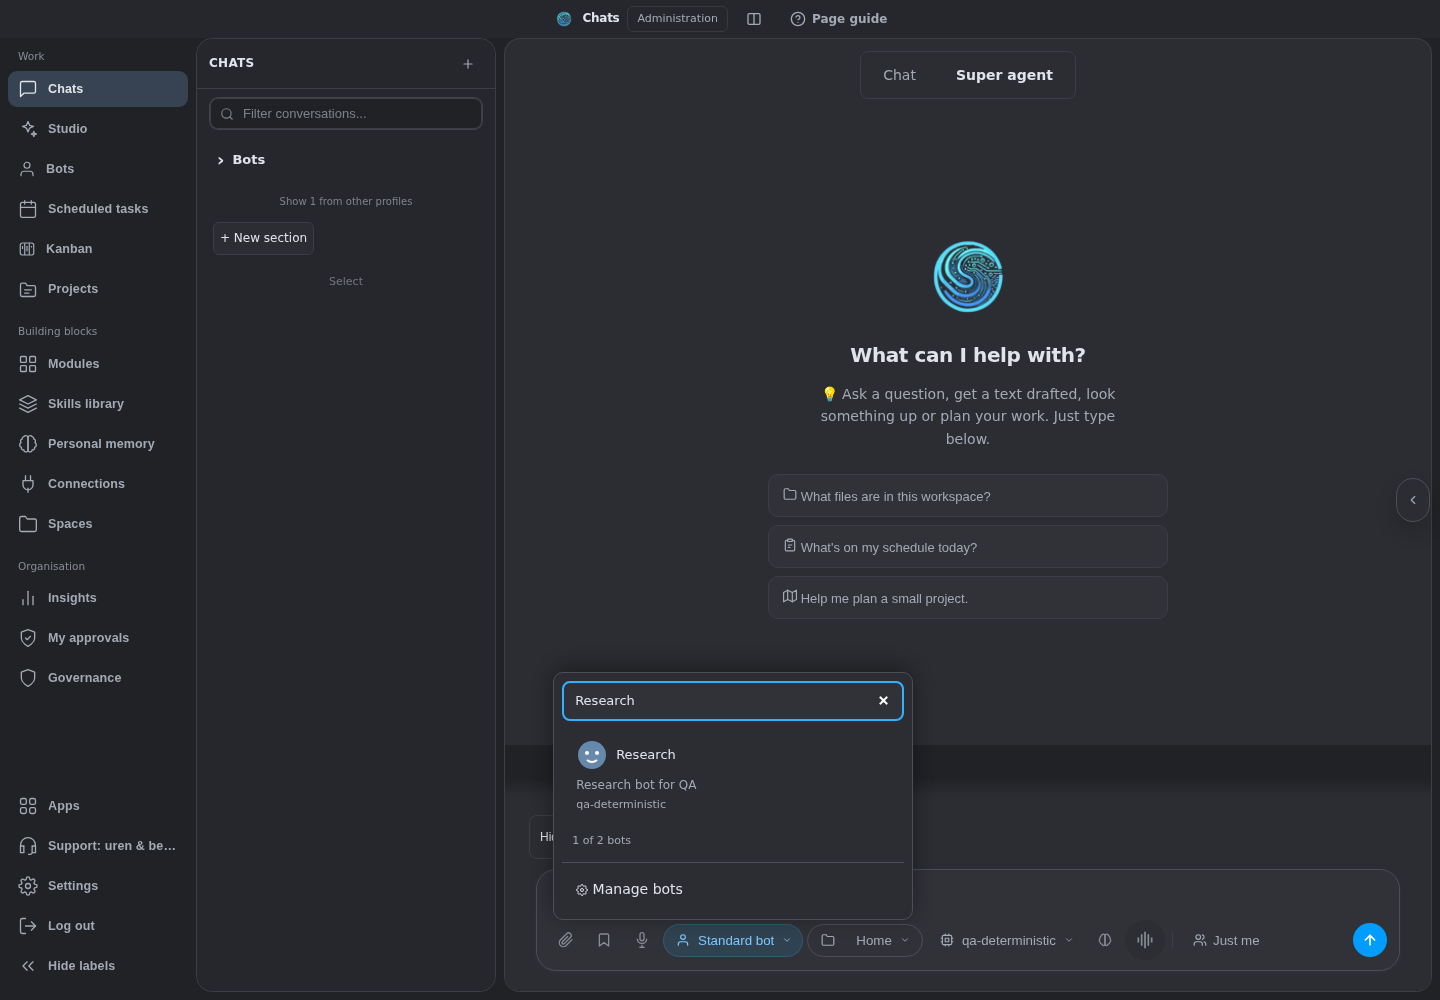 Chats
Administration
Page guide
Work
Chats
Studio
Bots
Scheduled tasks
Kanban
Projects
Building blocks
Modules
Skills library
Personal memory
Connections
Spaces
Organisation
Insights
My approvals
Governance
Apps
Support: uren & be...
Settings
Log out
Hide labels
CHATS
Filter conversations...
Bots
Show 1 from other profiles
+ New section
Select
Chat
Super agent
What can I help with?
💡 Ask a question, get a text drafted, look
something up or plan your work. Just type
below.
What files are in this workspace?
What's on my schedule today?
Help me plan a small project.
Research
Research
Research bot for QA
qa-deterministic
1 of 2 bots
Manage bots
Standard bot
Home
qa-deterministic
Just me